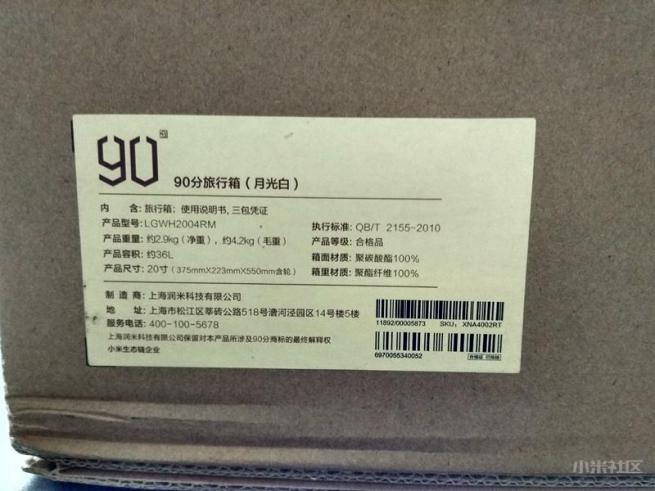 90分
90分旅行箱（月光白）
内 含: 旅行箱; 使用说明书, 三包凭证
产品型号: LGWH2004RM
执行标准: QB/T 2155-2010
产品重量: 约2.9kg（净重）, 约4.2kg（毛重）
产品等级: 合格品
产品容积: 约36L
箱面材质: 聚碳酸酯100%
产品尺寸: 20寸（375mmX223mmX550mm含轮）
箱里材质: 聚酯纤维100%
制 造 商: 上海润米科技有限公司
地 址: 上海市松江区莘砖公路518号漕河泾园区14号楼5楼
服务电话: 400-100-5678
上海润米科技有限公司保留对本产品所涉及90分商标的最终解释权
小米生态链企业
11892/00005873 SKU: XNA4002RT
6970055340052
合格证 已检验
小米社区